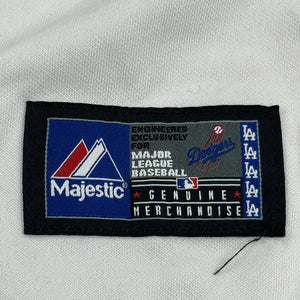 ENGINEERED
EXCLUSIVELY
FOR
MAJOR
LEAGUE
BASEBALL
Dodgers
LA
LA
LA
LA
LA
Majestic
GENUINE
MERCHANDISE